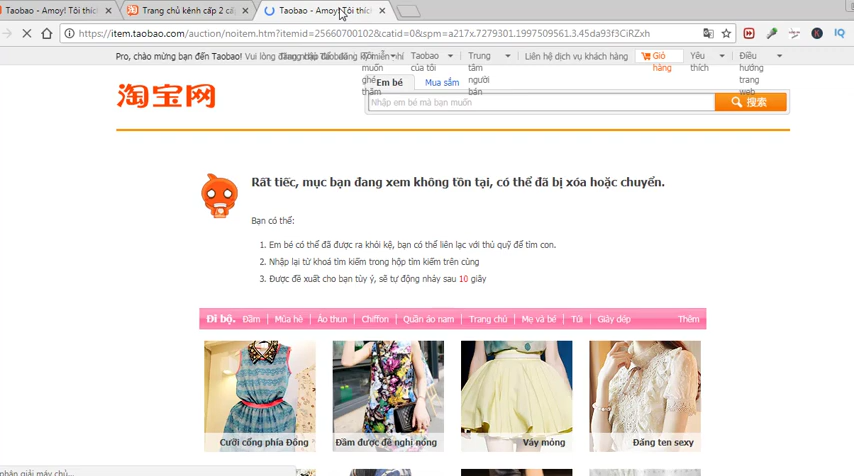 Taobao - Amoy! Tôi thích
Trang chủ kênh cấp 2 cấp
Taobao - Amoy! Tôi thích
https://item.taobao.com/auction/noitem.htm?itemid=25660700102&catid=0&spm=a217x.7279301.1997509561.3.45da93f3CiRZxh
Pro, chào mừng bạn đến Taobao! Vui lòng đăng nhập
Tôi muốn ghé thăm
Taobao của tôi
Trung tâm người bán
Liên hệ dịch vụ khách hàng
Giỏ hàng
Yêu thích
Điều hướng trang web
淘宝网
Em bé
Mua sắm
Nhập em bé mà bạn muốn
搜索
Rất tiếc, mục bạn đang xem không tồn tại, có thể đã bị xóa hoặc chuyển.
Bạn có thể:
1. Em bé có thể đã được ra khỏi kệ, bạn có thể liên lạc với thủ quỹ để tìm con.
2. Nhập lại từ khoá tìm kiếm trong hộp tìm kiếm trên cùng
3. Được đề xuất cho bạn tùy ý, sẽ tự động nhảy sau 10 giây
Đi bộ. Đầm | Mùa hè | Áo thun | Chiffon | Quần áo nam | Trang chủ | Mẹ và bé | Túi | Giày dép Thêm
Cưỡi cổng phía Đông
Đầm được đề nghị nóng
Váy mỏng
Đầng ten sexy